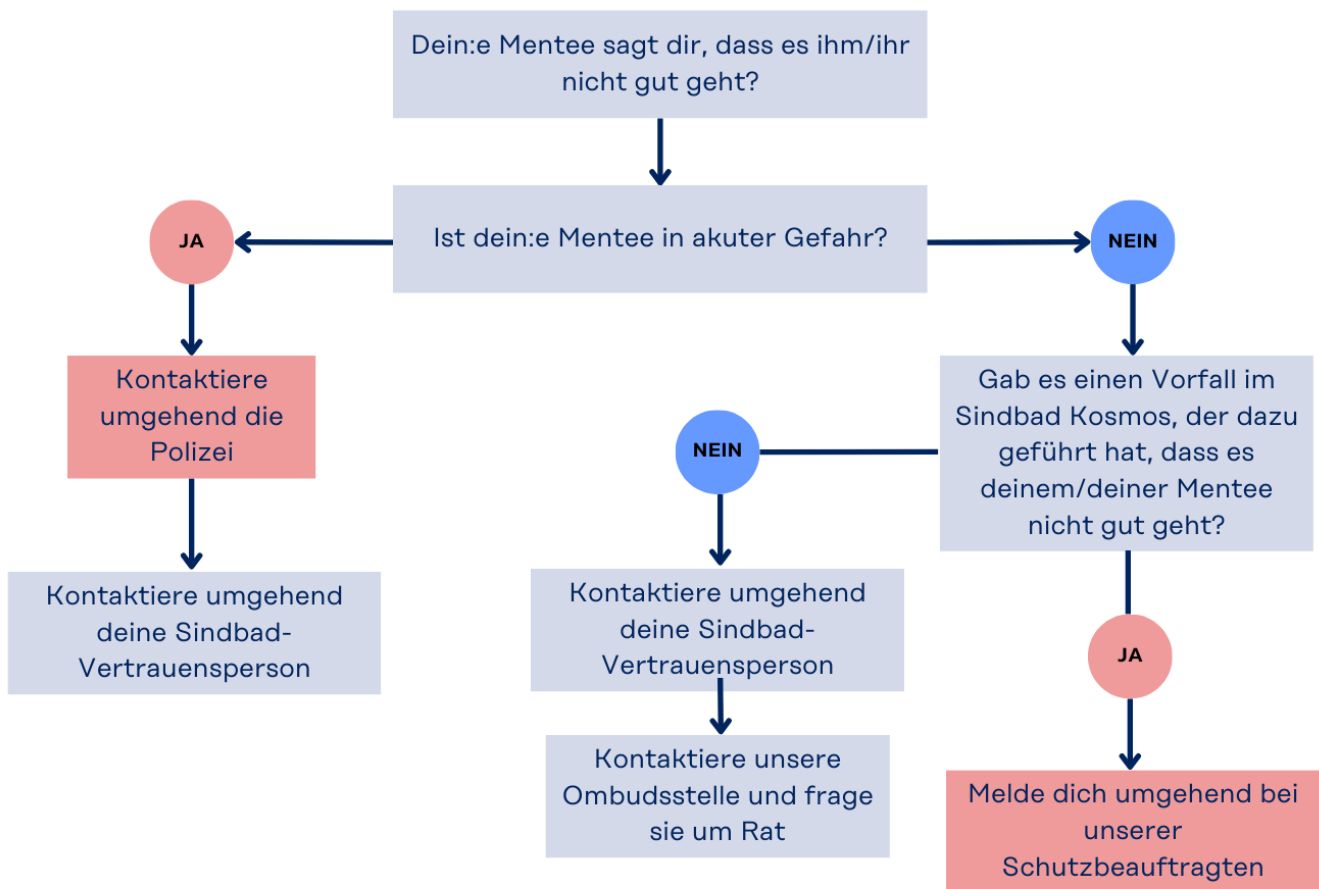 Dein:e Mentee sagt dir, dass es ihm/ihr
nicht gut geht?
Ist dein:e Mentee in akuter Gefahr?
JA
NEIN
Kontaktiere
umgehend die
Polizei
Kontaktiere umgehend
deine Sindbad-
Vertrauensperson
Gab es einen Vorfall im
Sindbad Kosmos, der dazu
geführt hat, dass es
deinem/deiner Mentee
nicht gut geht?
NEIN
Kontaktiere umgehend
deine Sindbad-
Vertrauensperson
Kontaktiere unsere
Ombudsstelle und frage
sie um Rat
JA
Melde dich umgehend bei
unserer
Schutzbeauftragten